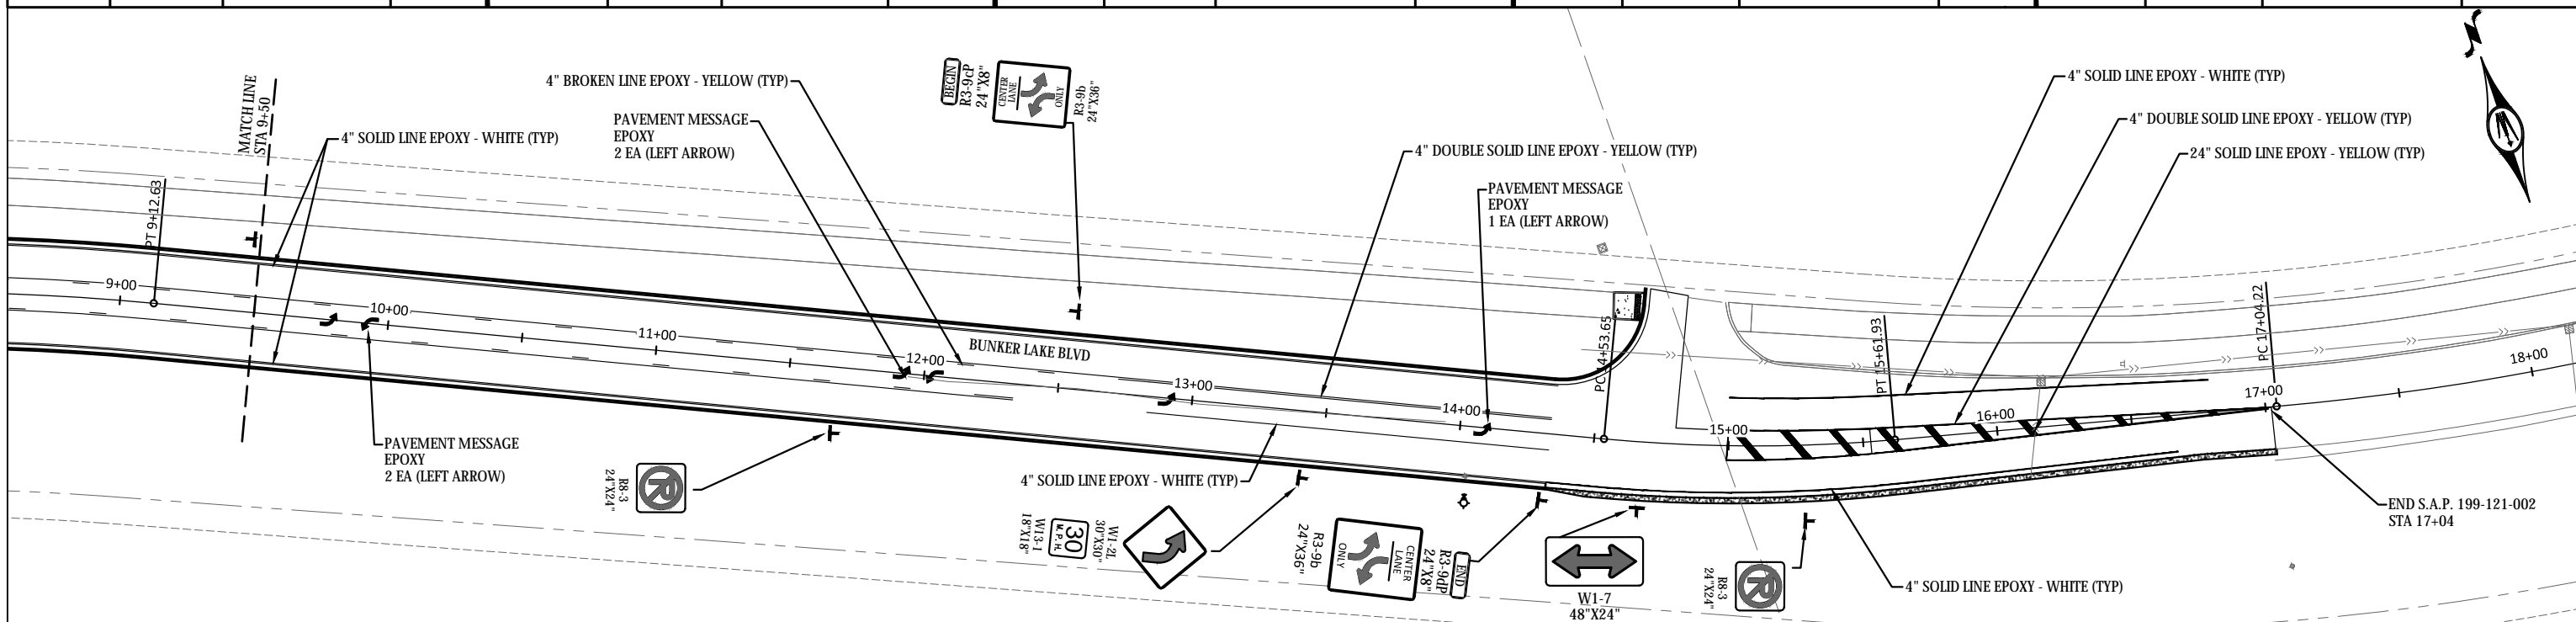 MATCH LINE
STA 9+50
PT 9+12.63
4" SOLID LINE EPOXY - WHITE (TYP)
4" BROKEN LINE EPOXY - YELLOW (TYP)
PAVEMENT MESSAGE
EPOXY
2 EA (LEFT ARROW)
BEGIN
R3-9cP
24"X8"
CENTER
LANE
ONLY
R3-9b
24"X36"
4" DOUBLE SOLID LINE EPOXY - YELLOW (TYP)
PAVEMENT MESSAGE
EPOXY
1 EA (LEFT ARROW)
4" SOLID LINE EPOXY - WHITE (TYP)
4" DOUBLE SOLID LINE EPOXY - YELLOW (TYP)
24" SOLID LINE EPOXY - YELLOW (TYP)
9+00
10+00
11+00
12+00
BUNKER LAKE BLVD
13+00
14+00
PC 14+53.65
15+00
PT 15+61.93
16+00
PC 17+04.22
17+00
18+00
PAVEMENT MESSAGE
EPOXY
2 EA (LEFT ARROW)
R8-3
24"X24"
P
4" SOLID LINE EPOXY - WHITE (TYP)
W1-2L
30"X30"
30
M.P.H.
W13-1
18"X18"
R3-9b
24"X36"
CENTER
LANE
ONLY
END
R3-9dP
24"X8"
W1-7
48"X24"
R8-3
24"X24"
P
4" SOLID LINE EPOXY - WHITE (TYP)
END S.A.P. 199-121-002
STA 17+04